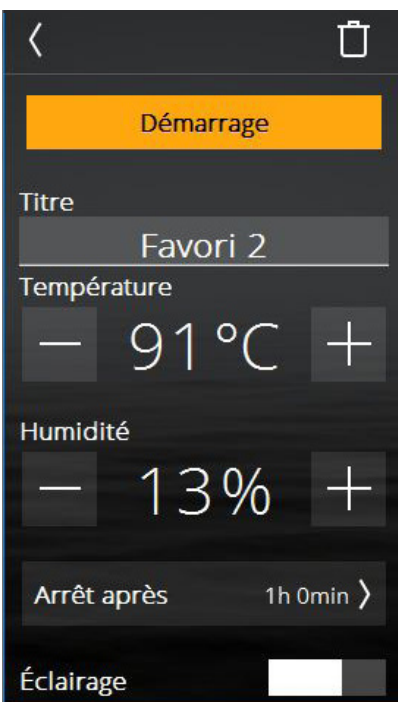 Démarrage
Titre
Favori 2
Température
91°C
Humidité
13%
Arrêt après 1h 0min
Éclairage